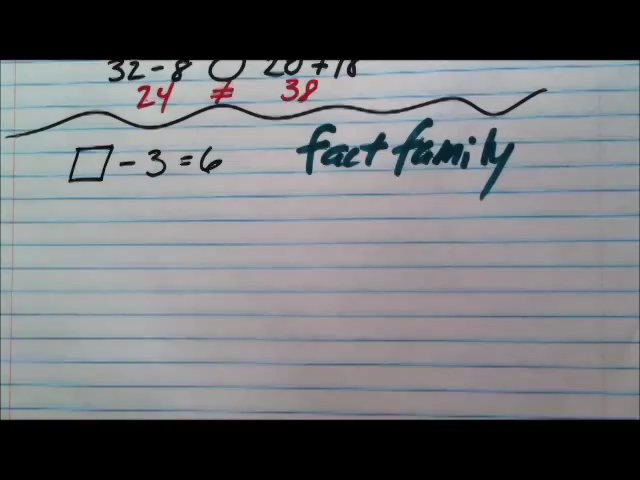 32 - 8 ○ 20 + 18
24 ≠ 38
□ - 3 = 6 fact family